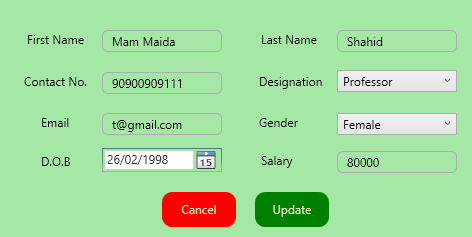 First Name Mam Maida Last Name Shahid
Contact No. 90900909111 Designation Professor
Email t@gmail.com Gender Female
D.O.B 26/02/1998 15 Salary 80000
Cancel Update